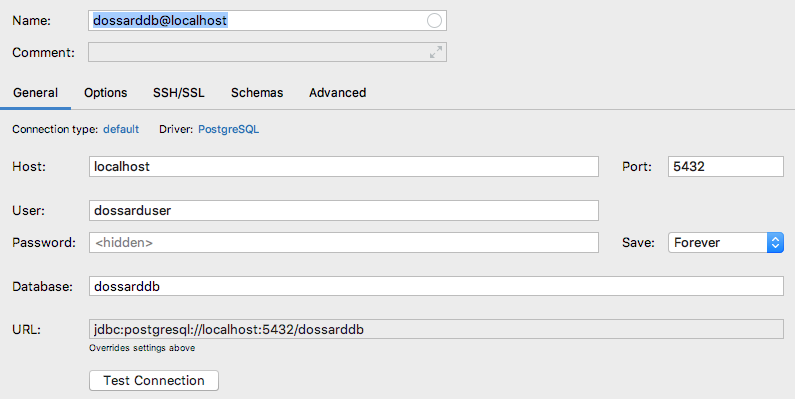 Name: dossarddb@localhost
Comment:
General Options SSH/SSL Schemas Advanced
Connection type: default Driver: PostgreSQL
Host: localhost Port: 5432
User: dossarduser
Password: <hidden> Save: Forever
Database: dossarddb
URL: jdbc:postgresql://localhost:5432/dossarddb
Overrides settings above
Test Connection